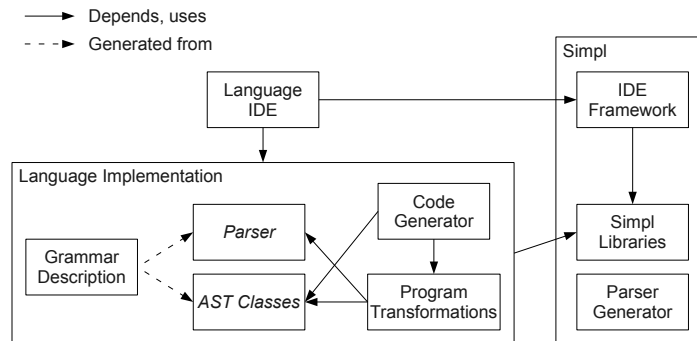 Depends, uses
Generated from
Simpl
Language
IDE
IDE
Framework
Language Implementation
Code
Generator
Parser
Simpl
Libraries
Grammar
Description
AST Classes
Program
Transformations
Parser
Generator